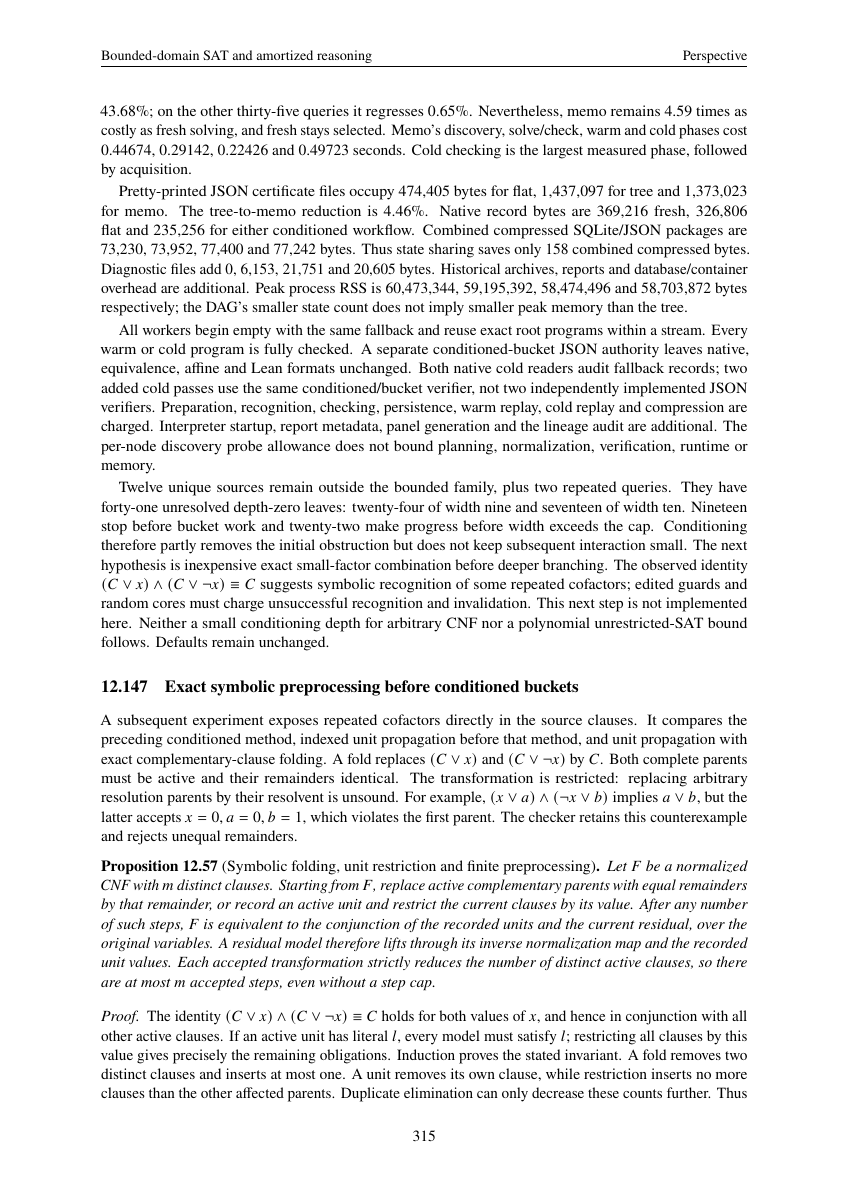 Bounded-domain SAT and amortized reasoning Perspective
43.68%; on the other thirty-five queries it regresses 0.65%. Nevertheless, memo remains 4.59 times as
costly as fresh solving, and fresh stays selected. Memo's discovery, solve/check, warm and cold phases cost
0.44674, 0.29142, 0.22426 and 0.49723 seconds. Cold checking is the largest measured phase, followed
by acquisition.
Pretty-printed JSON certificate files occupy 474,405 bytes for flat, 1,437,097 for tree and 1,373,023
for memo. The tree-to-memo reduction is 4.46%. Native record bytes are 369,216 fresh, 326,806
flat and 235,256 for either conditioned workflow. Combined compressed SQLite/JSON packages are
73,230, 73,952, 77,400 and 77,242 bytes. Thus state sharing saves only 158 combined compressed bytes.
Diagnostic files add 0, 6,153, 21,751 and 20,605 bytes. Historical archives, reports and database/container
overhead are additional. Peak process RSS is 60,473,344, 59,195,392, 58,474,496 and 58,703,872 bytes
respectively; the DAG's smaller state count does not imply smaller peak memory than the tree.
All workers begin empty with the same fallback and reuse exact root programs within a stream. Every
warm or cold program is fully checked. A separate conditioned-bucket JSON authority leaves native,
equivalence, affine and Lean formats unchanged. Both native cold readers audit fallback records; two
added cold passes use the same conditioned/bucket verifier, not two independently implemented JSON
verifiers. Preparation, recognition, checking, persistence, warm replay, cold replay and compression are
charged. Interpreter startup, report metadata, panel generation and the lineage audit are additional. The
per-node discovery probe allowance does not bound planning, normalization, verification, runtime or
memory.
Twelve unique sources remain outside the bounded family, plus two repeated queries. They have
forty-one unresolved depth-zero leaves: twenty-four of width nine and seventeen of width ten. Nineteen
stop before bucket work and twenty-two make progress before width exceeds the cap. Conditioning
therefore partly removes the initial obstruction but does not keep subsequent interaction small. The next
hypothesis is inexpensive exact small-factor combination before deeper branching. The observed identity
(C ∨ x) ∧ (C ∨ ¬x) ≡ C suggests symbolic recognition of some repeated cofactors; edited guards and
random cores must charge unsuccessful recognition and invalidation. This next step is not implemented
here. Neither a small conditioning depth for arbitrary CNF nor a polynomial unrestricted-SAT bound
follows. Defaults remain unchanged.
12.147 Exact symbolic preprocessing before conditioned buckets
A subsequent experiment exposes repeated cofactors directly in the source clauses. It compares the
preceding conditioned method, indexed unit propagation before that method, and unit propagation with
exact complementary-clause folding. A fold replaces (C ∨ x) and (C ∨ ¬x) by C. Both complete parents
must be active and their remainders identical. The transformation is restricted: replacing arbitrary
resolution parents by their resolvent is unsound. For example, (x ∨ a) ∧ (¬x ∨ b) implies a ∨ b, but the
latter accepts x = 0, a = 0, b = 1, which violates the first parent. The checker retains this counterexample
and rejects unequal remainders.
Proposition 12.57 (Symbolic folding, unit restriction and finite preprocessing). Let F be a normalized
CNF with m distinct clauses. Starting from F, replace active complementary parents with equal remainders
by that remainder, or record an active unit and restrict the current clauses by its value. After any number
of such steps, F is equivalent to the conjunction of the recorded units and the current residual, over the
original variables. A residual model therefore lifts through its inverse normalization map and the recorded
unit values. Each accepted transformation strictly reduces the number of distinct active clauses, so there
are at most m accepted steps, even without a step cap.
Proof. The identity (C ∨ x) ∧ (C ∨ ¬x) ≡ C holds for both values of x, and hence in conjunction with all
other active clauses. If an active unit has literal l, every model must satisfy l; restricting all clauses by this
value gives precisely the remaining obligations. Induction proves the stated invariant. A fold removes two
distinct clauses and inserts at most one. A unit removes its own clause, while restriction inserts no more
clauses than the other affected parents. Duplicate elimination can only decrease these counts further. Thus
315